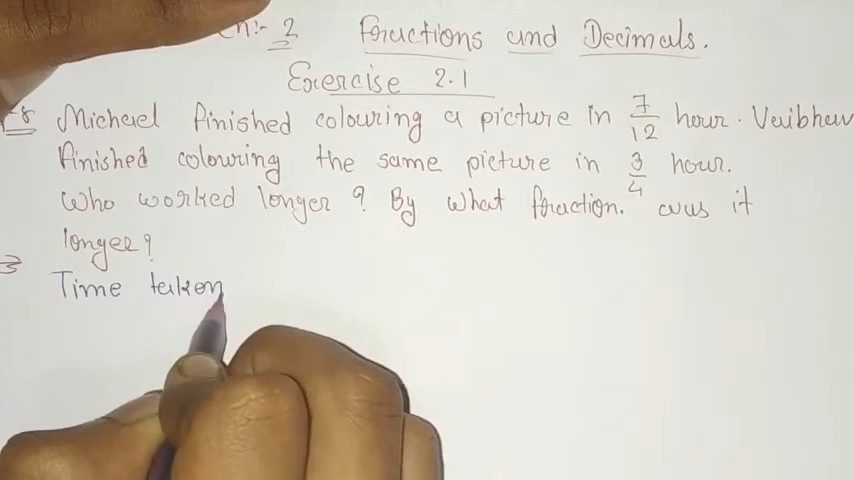 Ch:- 2 Fractions and Decimals.
Exercise 2.1
Michael finished colouring a picture in 7/12 hour. Vaibhav
finished colouring the same picture in 3/4 hour.
Who worked longer? By what fraction. was it
longer?
Time taken